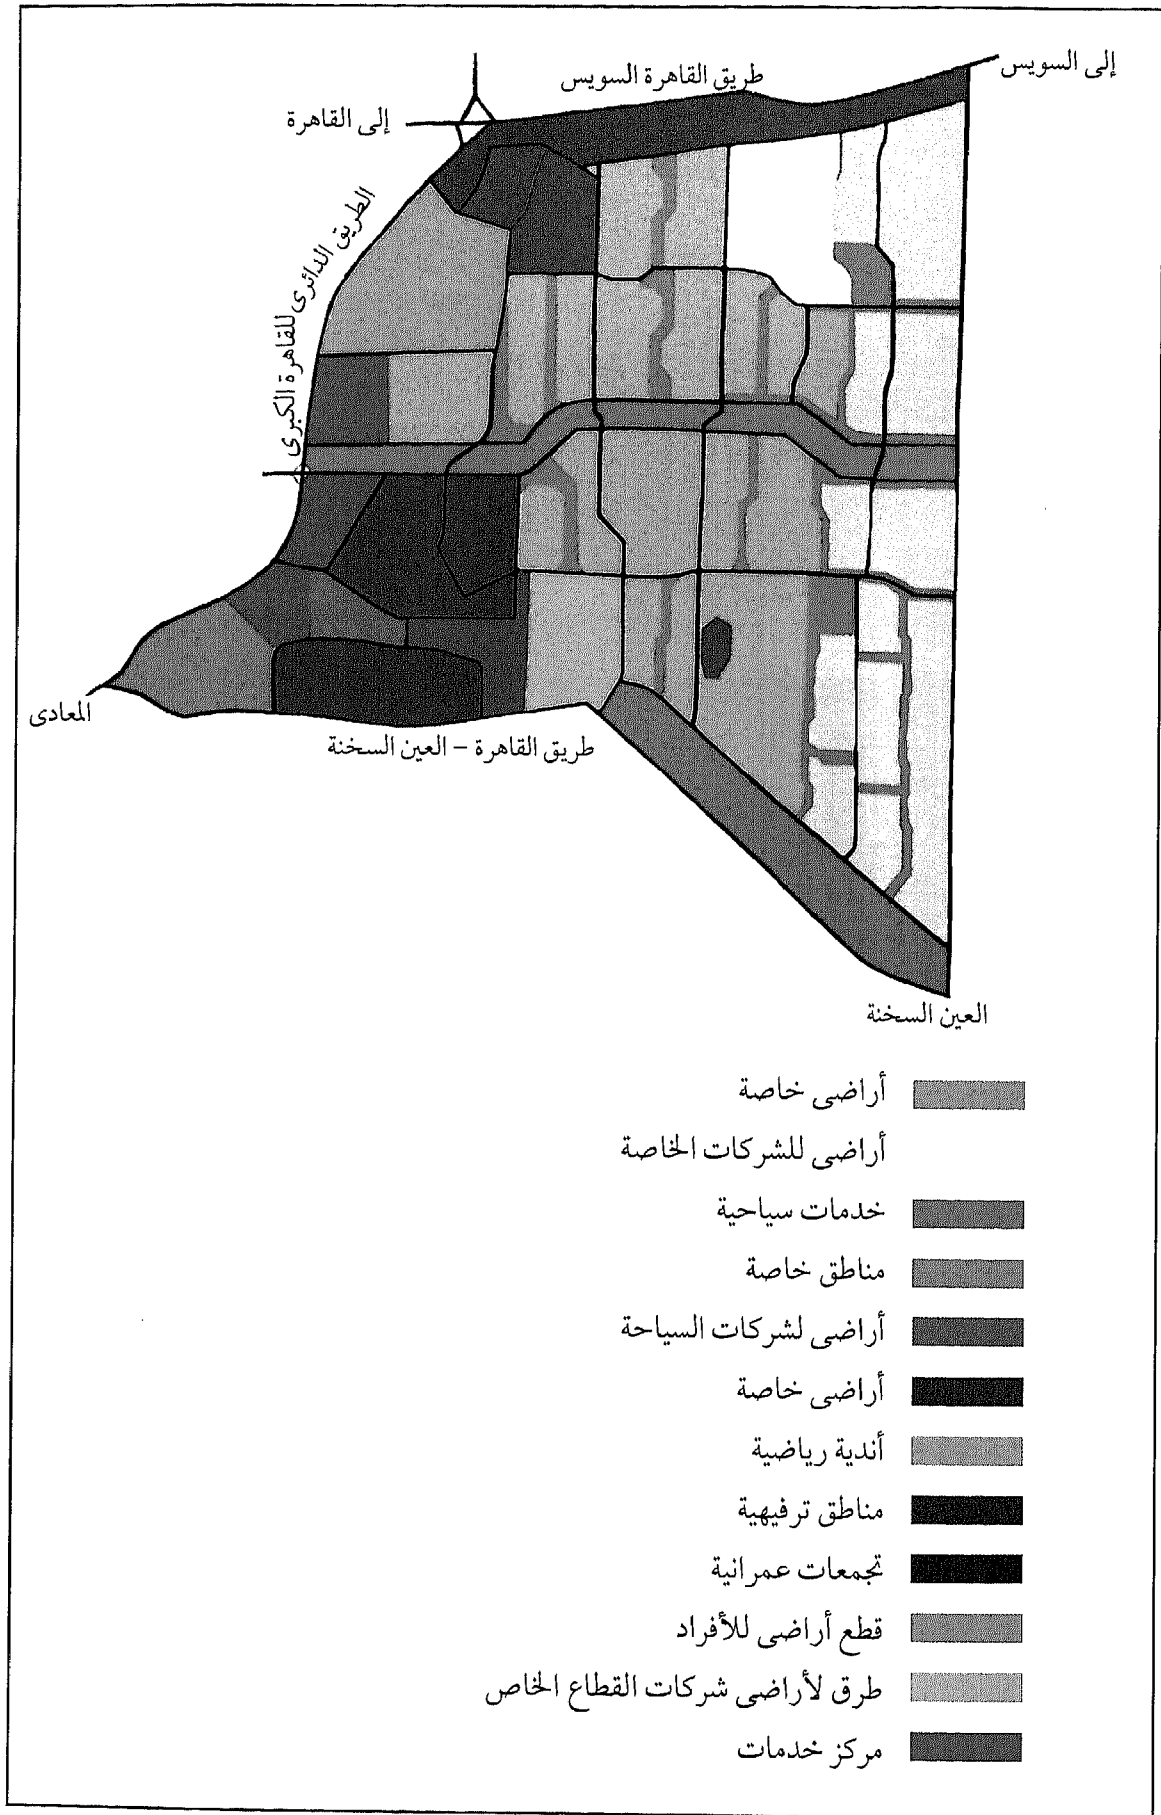 إلى السويس
طريق القاهرة السويس
إلى القاهرة
الطريق الدائرى للقاهرة الكبرى
المعادى
طريق القاهرة – العين السخنة
العين السخنة
أراضى خاصة
أراضى للشركات الخاصة
خدمات سياحية
مناطق خاصة
أراضى لشركات السياحة
أراضى خاصة
أندية رياضية
مناطق ترفيهية
تجمعات عمرانية
قطع أراضى للأفراد
طرق لأراضى شركات القطاع الخاص
مركز خدمات